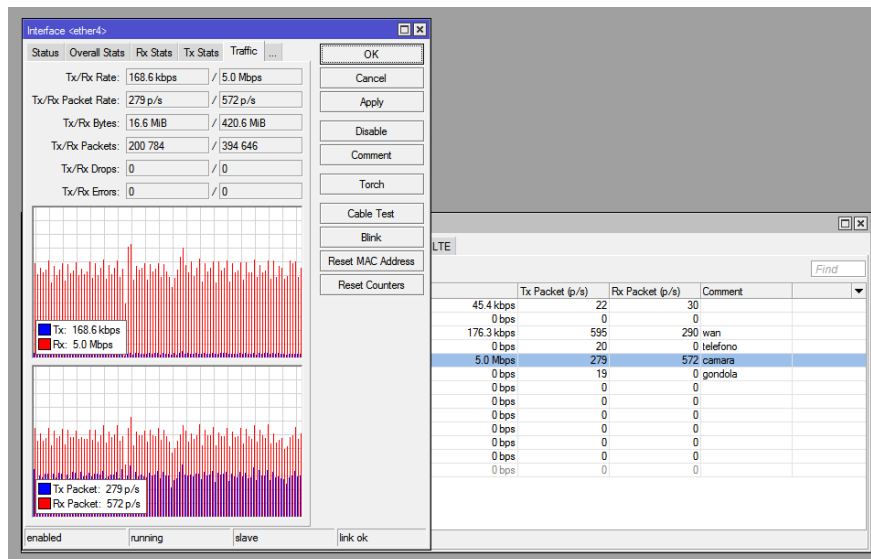 Interface <ether4>
Status Overall Stats Rx Stats Tx Stats Traffic ...
Tx/Rx Rate: 168.6 kbps / 5.0 Mbps
Tx/Rx Packet Rate: 279 p/s / 572 p/s
Tx/Rx Bytes: 16.6 MiB / 420.6 MiB
Tx/Rx Packets: 200 784 / 394 646
Tx/Rx Drops: 0 / 0
Tx/Rx Errors: 0 / 0
Tx: 168.6 kbps
Rx: 5.0 Mbps
Tx Packet: 279 p/s
Rx Packet: 572 p/s
enabled running slave link ok
OK
Cancel
Apply
Disable
Comment
Torch
Cable Test
Blink
Reset MAC Address
Reset Counters
LTE
Find
Tx Packet (p/s) Rx Packet (p/s) Comment
45.4 kbps 22 30
0 bps 0 0
176.3 kbps 595 290 wan
0 bps 20 0 telefono
5.0 Mbps 279 572 camara
0 bps 19 0 gondola
0 bps 0 0
0 bps 0 0
0 bps 0 0
0 bps 0 0
0 bps 0 0
0 bps 0 0
0 bps 0 0